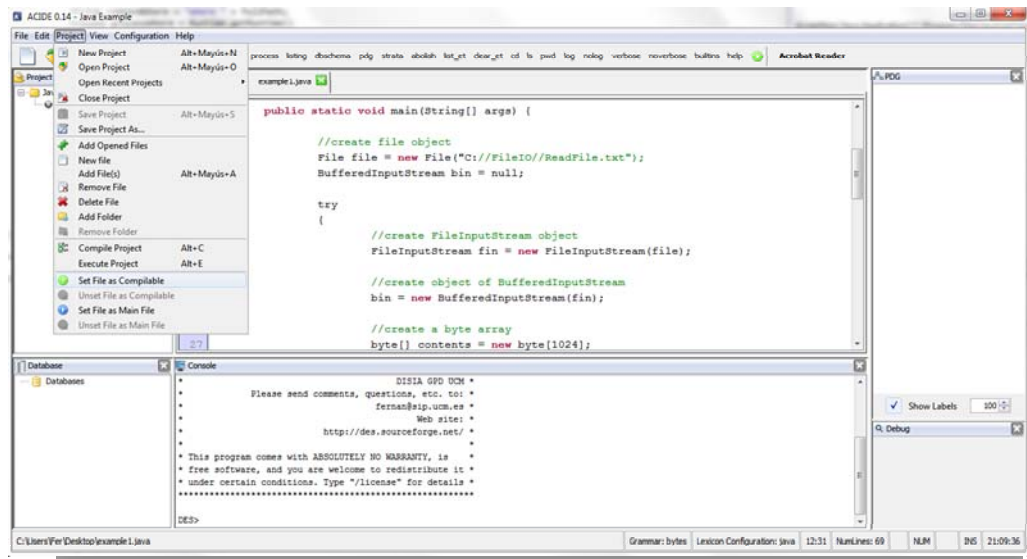 ACIDE 0.14 - Java Example
File Edit Project View Configuration Help
process listing dbschema pdg strata abolish list_et clear_et cd ls pwd log nolog verbose noverbose builtins help Acrobat Reader
New Project Alt+Mayús+N
Open Project Alt+Mayús+O
Open Recent Projects
Close Project
Save Project Alt+Mayús+S
Save Project As...
Add Opened Files
New file
Add File(s) Alt+Mayús+A
Remove File
Delete File
Add Folder
Remove Folder
Compile Project Alt+C
Execute Project Alt+E
Set File as Compilable
Unset File as Compilable
Set File as Main File
Unset File as Main File
Project
example1.java
public static void main(String[] args) {
//create file object
File file = new File("C://FileIO//ReadFile.txt");
BufferedInputStream bin = null;
try
{
//create FileInputStream object
FileInputStream fin = new FileInputStream(file);
//create object of BufferedInputStream
bin = new BufferedInputStream(fin);
//create a byte array
27 byte[] contents = new byte[1024];
PDG
Show Labels 100
Debug
Database
Databases
Console
* DISIA GPD UCM *
* Please send comments, questions, etc. to: *
* fernan@sip.ucm.es *
* Web site: *
* http://des.sourceforge.net/ *
* *
* This program comes with ABSOLUTELY NO WARRANTY, is *
* free software, and you are welcome to redistribute it *
* under certain conditions. Type "/license" for details *
*********************************************************
DES>
C:\Users\Fer\Desktop\example1.java Grammar: bytes Lexicon Configuration: java 12:31 NumLines: 69 NUM INS 21:09:36